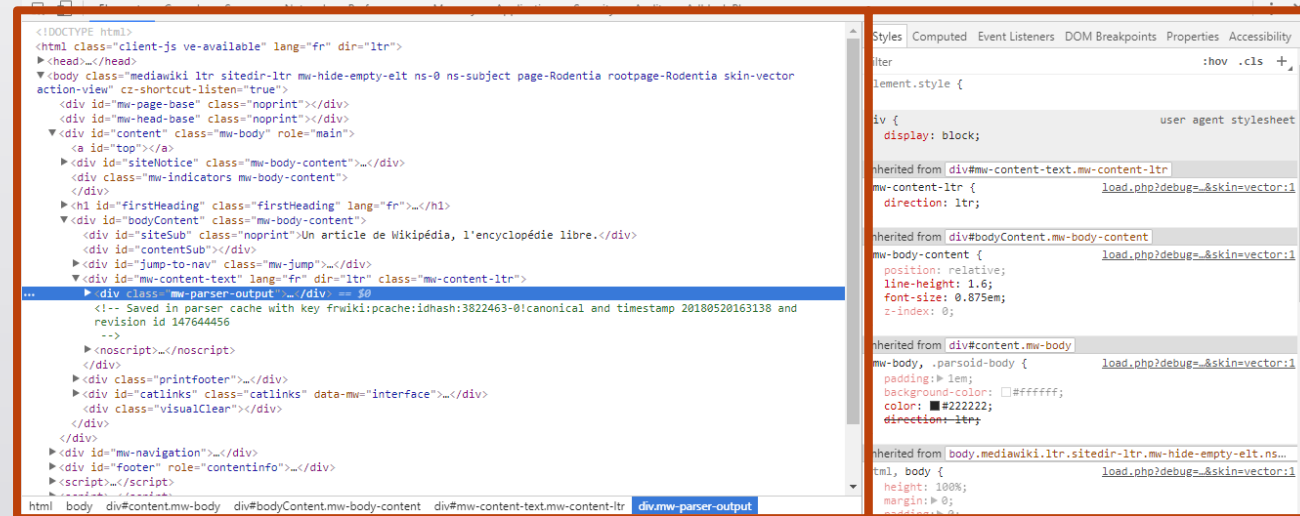 <!DOCTYPE html>
<html class="client-js ve-available" lang="fr" dir="ltr">
▶<head>…</head>
▼<body class="mediawiki ltr sitedir-ltr mw-hide-empty-elt ns-0 ns-subject page-Rodentia rootpage-Rodentia skin-vector
action-view" cz-shortcut-listen="true">
<div id="mw-page-base" class="noprint"></div>
<div id="mw-head-base" class="noprint"></div>
▼<div id="content" class="mw-body" role="main">
<a id="top"></a>
▶<div id="siteNotice" class="mw-body-content">…</div>
<div class="mw-indicators mw-body-content">
</div>
▶<h1 id="firstHeading" class="firstHeading" lang="fr">…</h1>
▼<div id="bodyContent" class="mw-body-content">
<div id="siteSub" class="noprint">Un article de Wikipédia, l'encyclopédie libre.</div>
<div id="contentSub"></div>
▶<div id="jump-to-nav" class="mw-jump">…</div>
▼<div id="mw-content-text" lang="fr" dir="ltr" class="mw-content-ltr">
… ▶<div class="mw-parser-output">…</div> == $0
<!-- Saved in parser cache with key frwiki:pcache:idhash:3822463-0!canonical and timestamp 20180520163138 and
revision id 147644456
-->
▶<noscript>…</noscript>
</div>
▶<div class="printfooter">…</div>
▶<div id="catlinks" class="catlinks" data-mw="interface">…</div>
<div class="visualClear"></div>
</div>
</div>
▶<div id="mw-navigation">…</div>
▶<div id="footer" role="contentinfo">…</div>
▶<script>…</script>
html body div#content.mw-body div#bodyContent.mw-body-content div#mw-content-text.mw-content-ltr div.mw-parser-output
Styles Computed Event Listeners DOM Breakpoints Properties Accessibility
ilter :hov .cls +
lement.style {
iv { user agent stylesheet
display: block;
nherited from div#mw-content-text.mw-content-ltr
mw-content-ltr { load.php?debug=…&skin=vector:1
direction: ltr;
nherited from div#bodyContent.mw-body-content
mw-body-content { load.php?debug=…&skin=vector:1
position: relative;
line-height: 1.6;
font-size: 0.875em;
z-index: 0;
nherited from div#content.mw-body
mw-body, .parsoid-body { load.php?debug=…&skin=vector:1
padding:▶ 1em;
background-color: #ffffff;
color: #222222;
direction: ltr;
nherited from body.mediawiki.ltr.sitedir-ltr.mw-hide-empty-elt.ns…
tml, body { load.php?debug=…&skin=vector:1
height: 100%;
margin:▶ 0;